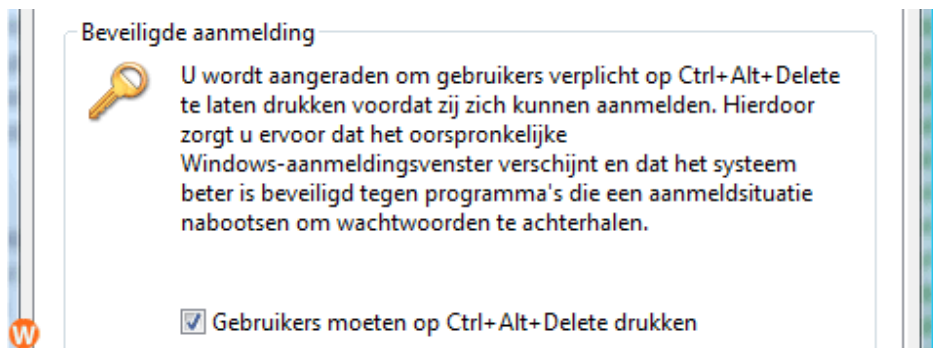 Beveiligde aanmelding
U wordt aangeraden om gebruikers verplicht op Ctrl+Alt+Delete
te laten drukken voordat zij zich kunnen aanmelden. Hierdoor
zorgt u ervoor dat het oorspronkelijke
Windows-aanmeldingsvenster verschijnt en dat het systeem
beter is beveiligd tegen programma's die een aanmeldsituatie
nabootsen om wachtwoorden te achterhalen.
Gebruikers moeten op Ctrl+Alt+Delete drukken
W